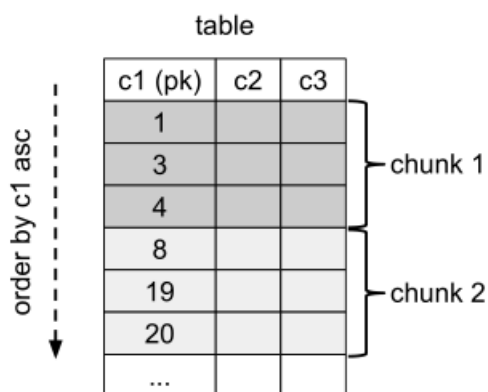 table
c1 (pk) c2 c3
1
3
4
8
19
20
...
chunk 1
chunk 2
order by c1 asc